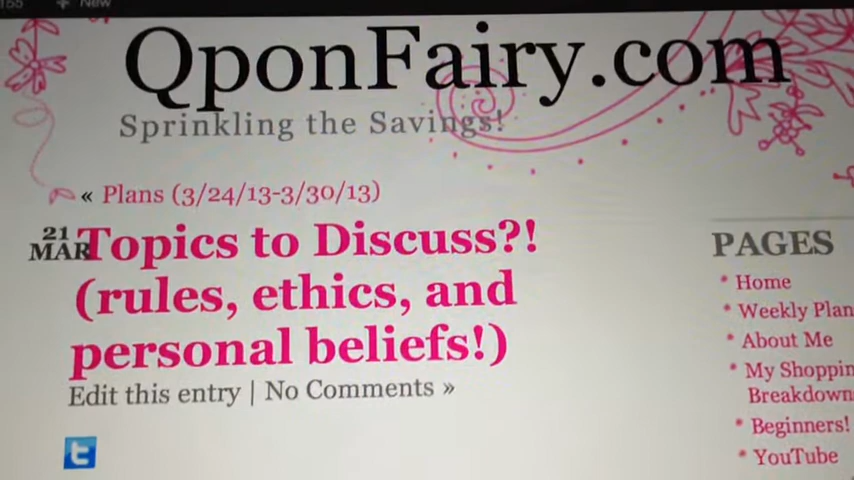 155 + New
QponFairy.com
Sprinkling the Savings!
« Plans (3/24/13-3/30/13)
21
MAR
Topics to Discuss?!
(rules, ethics, and
personal beliefs!)
Edit this entry | No Comments »
t
PAGES
* Home
* Weekly Plan
* About Me
* My Shoppin
Breakdown
* Beginners!
* YouTube